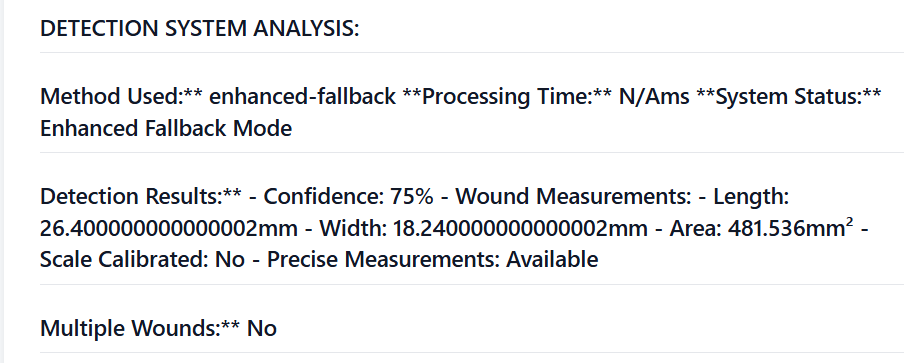 DETECTION SYSTEM ANALYSIS:
Method Used:** enhanced-fallback **Processing Time:** N/Ams **System Status:**
Enhanced Fallback Mode
Detection Results:** - Confidence: 75% - Wound Measurements: - Length:
26.400000000000002mm - Width: 18.240000000000002mm - Area: 481.536mm² -
Scale Calibrated: No - Precise Measurements: Available
Multiple Wounds:** No